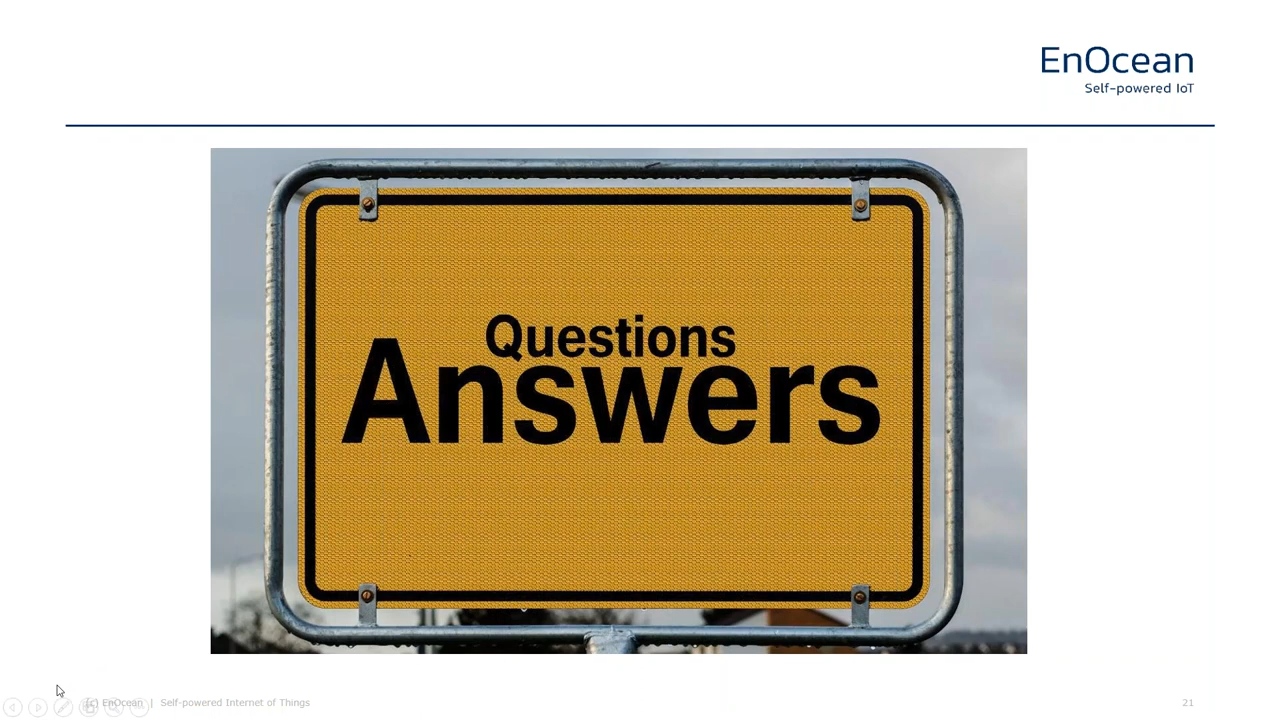 EnOcean
Self-powered IoT
Questions
Answers
(c) EnOcean | Self-powered Internet of Things
21